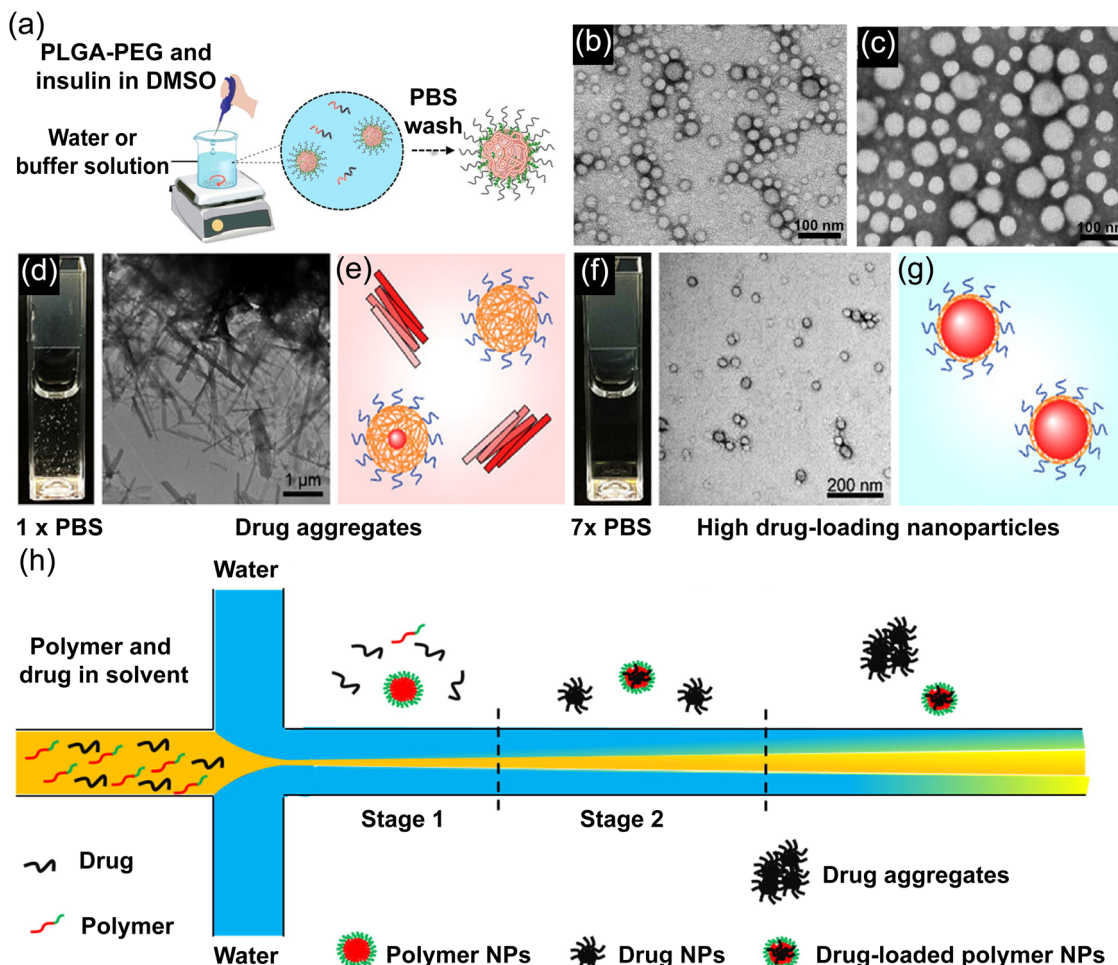 (a)
PLGA-PEG and
insulin in DMSO
Water or
buffer solution
PBS
wash
(b)
100 nm
(c)
100 nm
(d)
1 µm
1 x PBS
(e)
Drug aggregates
(f)
200 nm
7x PBS
(g)
High drug-loading nanoparticles
(h)
Water
Polymer and
drug in solvent
Stage 1
Stage 2
Drug
Polymer
Water
Drug aggregates
Polymer NPs
Drug NPs
Drug-loaded polymer NPs